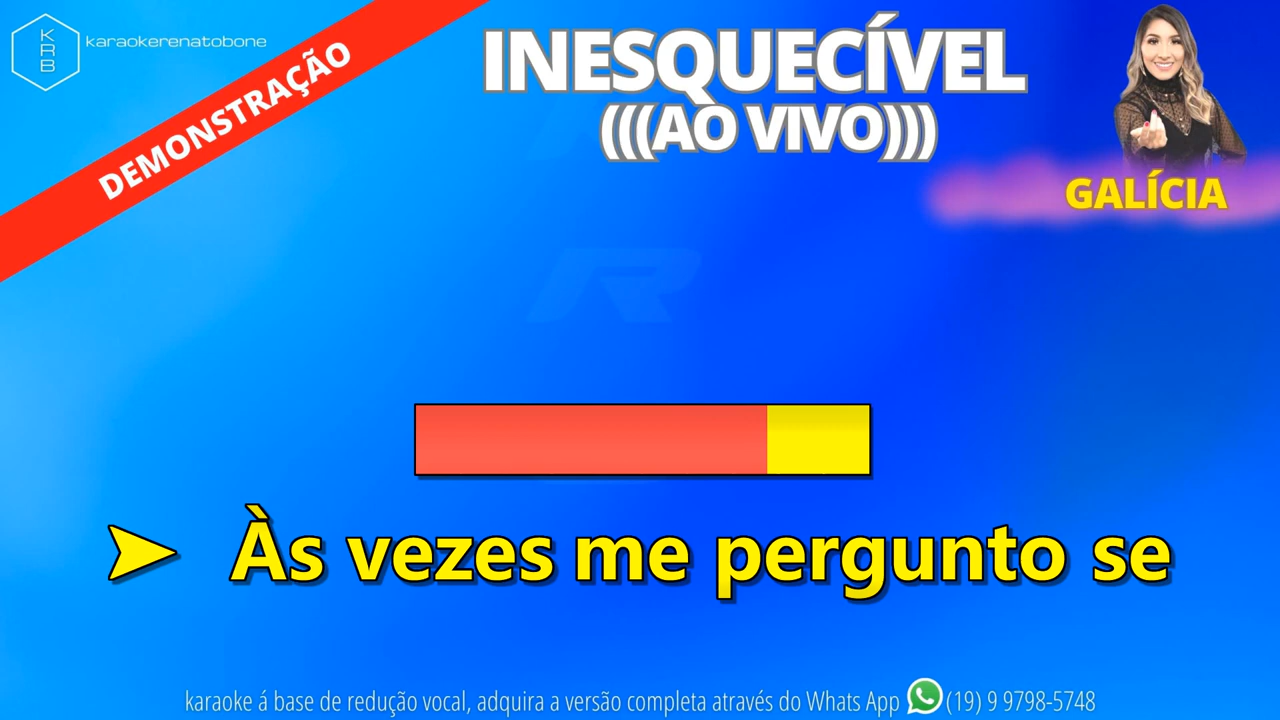 KRB
karaokerenatobone
DEMONSTRAÇÃO
INESQUECÍVEL
(((AO VIVO)))
GALÍCIA
➤ Às vezes me pergunto se
karaoke á base de redução vocal, adquira a versão completa através do Whats App (19) 9 9798-5748